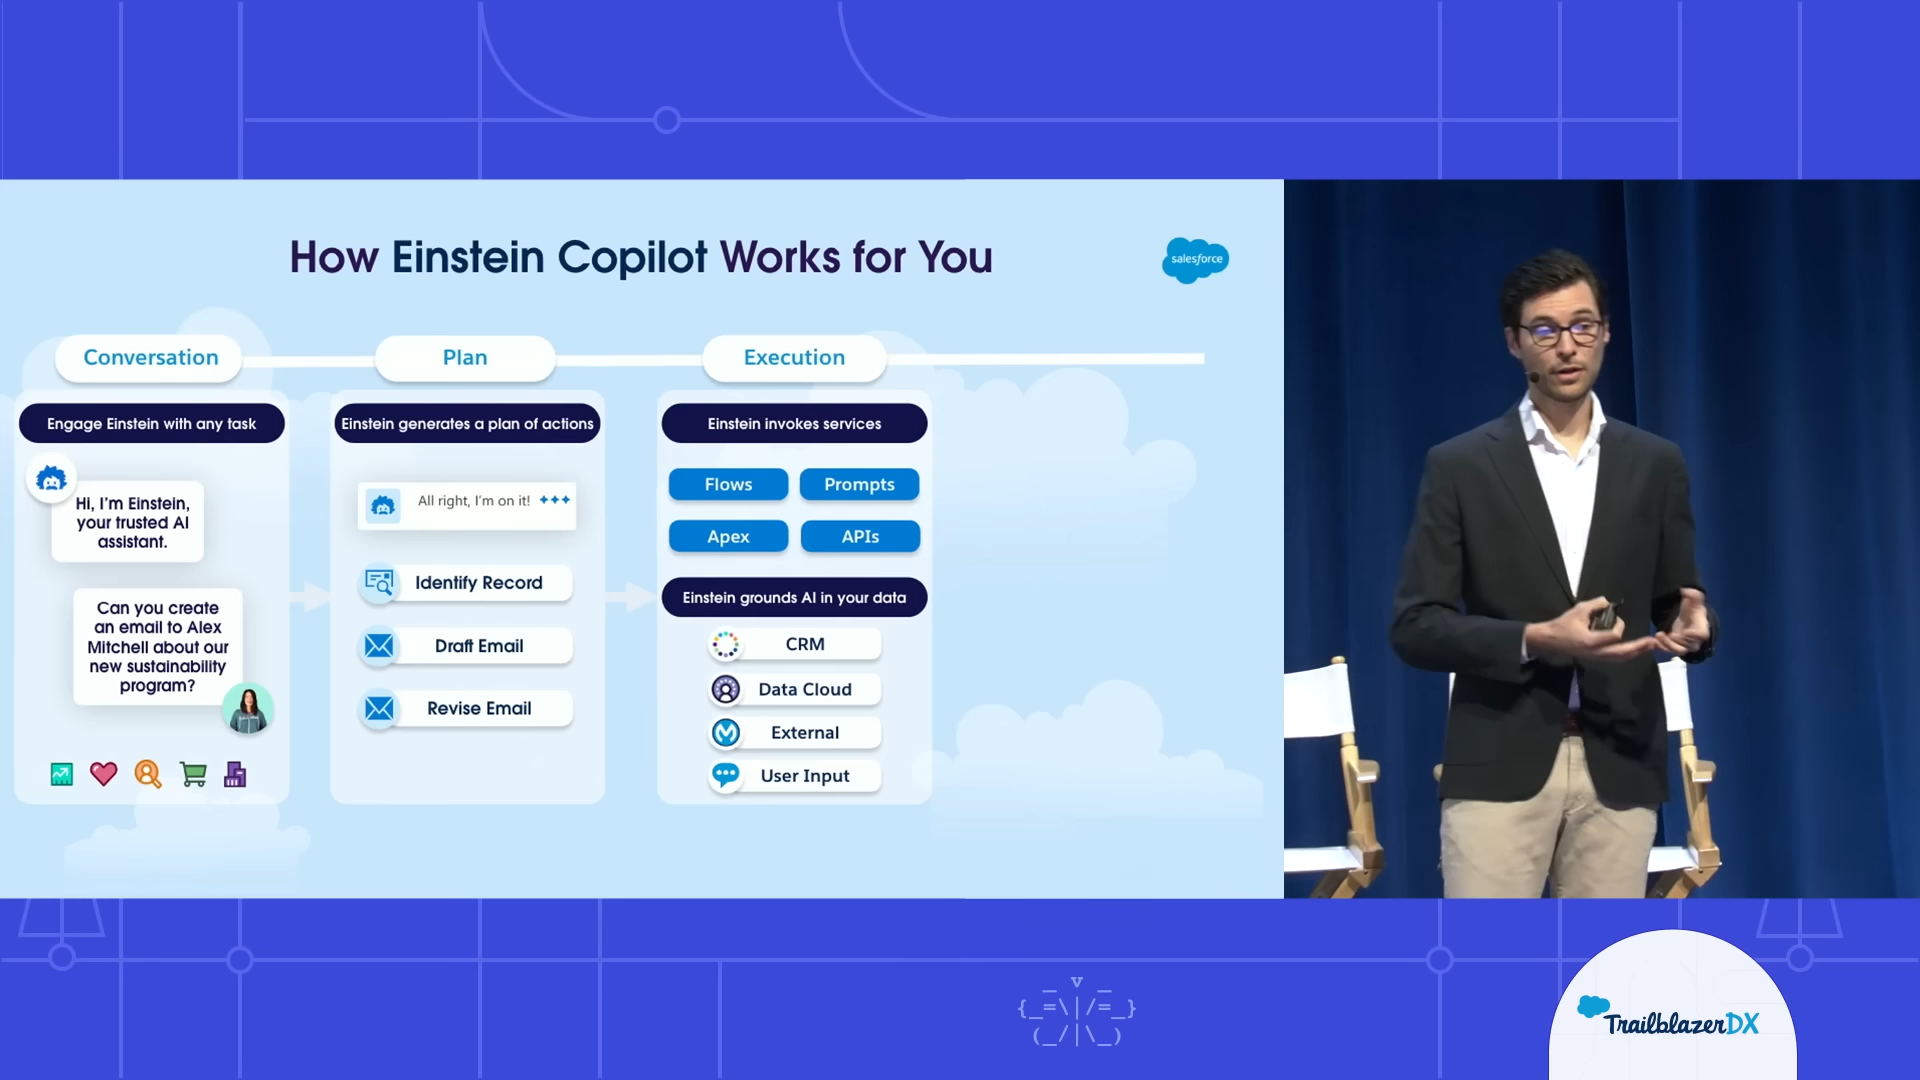 How Einstein Copilot Works for You
salesforce
Conversation
Plan
Execution
Engage Einstein with any task
Hi, I'm Einstein,
your trusted AI
assistant.
Can you create
an email to Alex
Mitchell about our
new sustainability
program?
Einstein generates a plan of actions
All right, I'm on it!
Identify Record
Draft Email
Revise Email
Einstein invokes services
Flows
Prompts
Apex
APIs
Einstein grounds AI in your data
CRM
Data Cloud
External
User Input
_ v _
{_=\|/=_}
(_/|\_)
TrailblazerDX